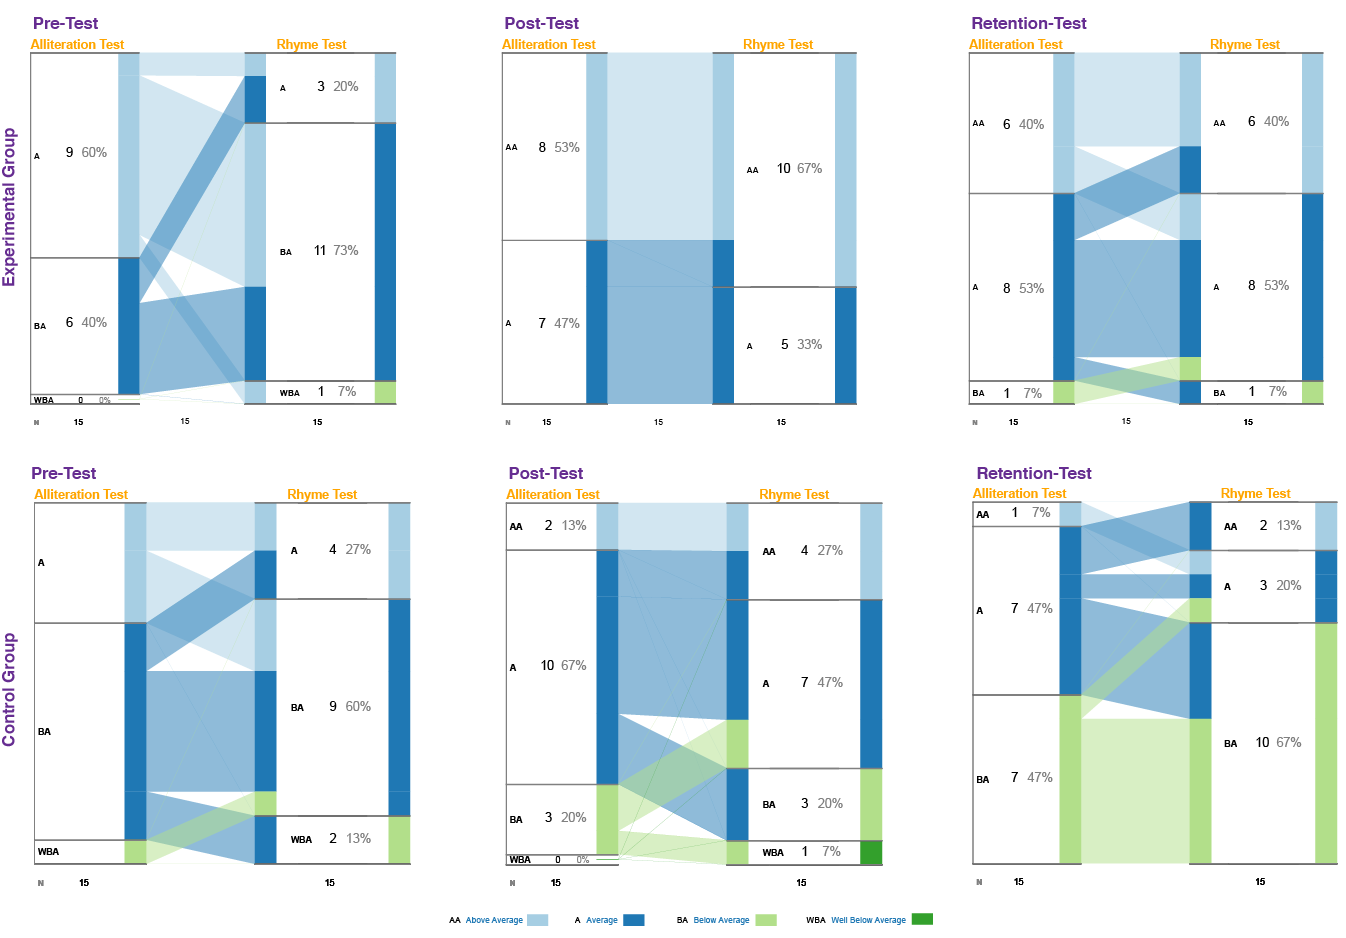 Pre-Test
Alliteration Test Rhyme Test
A 3 20%
A 9 60%
BA 11 73%
BA 6 40%
WBA 1 7%
WBA 0 0%
N 15 15 15
Post-Test
Alliteration Test Rhyme Test
AA 8 53%
AA 10 67%
A 7 47%
A 5 33%
N 15 15 15
Retention-Test
Alliteration Test Rhyme Test
AA 6 40% AA 6 40%
A 8 53% A 8 53%
BA 1 7% BA 1 7%
N 15 15 15
Experimental Group
Pre-Test
Alliteration Test Rhyme Test
A 4 27%
A
BA 9 60%
BA
WBA 2 13%
WBA
N 15 15
Post-Test
Alliteration Test Rhyme Test
AA 2 13%
AA 4 27%
A 10 67%
A 7 47%
BA 3 20%
BA 3 20%
WBA 1 7%
WBA 0 0%
N 15 15
Retention-Test
Alliteration Test Rhyme Test
AA 1 7%
AA 2 13%
A 3 20%
A 7 47%
BA 10 67%
BA 7 47%
N 15 15
Control Group
AA Above Average A Average BA Below Average WBA Well Below Average